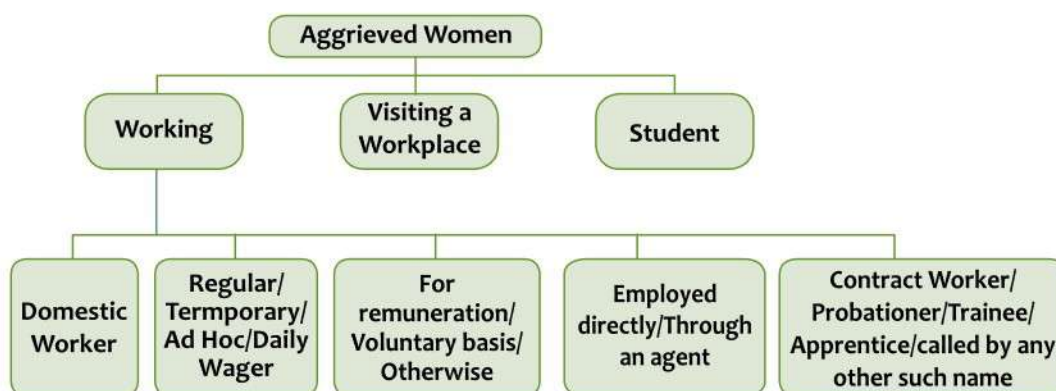 Aggrieved Women
Working
Visiting a
Workplace
Student
Domestic
Worker
Regular/
Termporary/
Ad Hoc/Daily
Wager
For
remuneration/
Voluntary basis/
Otherwise
Employed
directly/Through
an agent
Contract Worker/
Probationer/Trainee/
Apprentice/called by any
other such name